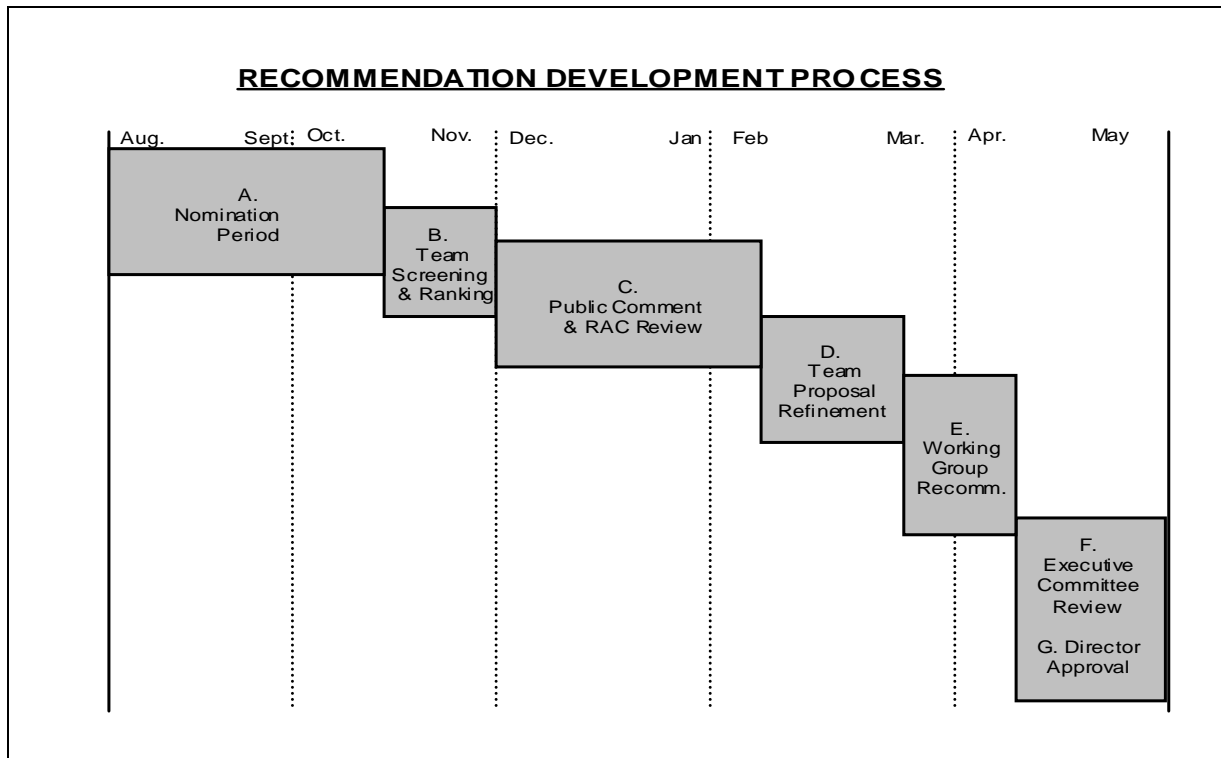 RECOMMENDATION DEVELOPMENT PROCESS
Aug. Sept. Oct. Nov. Dec. Jan Feb Mar. Apr. May
A.
Nomination
Period
B.
Team
Screening
& Ranking
C.
Public Comment
& RAC Review
D.
Team
Proposal
Refinement
E.
Working
Group
Recomm.
F.
Executive
Committee
Review
G. Director
Approval